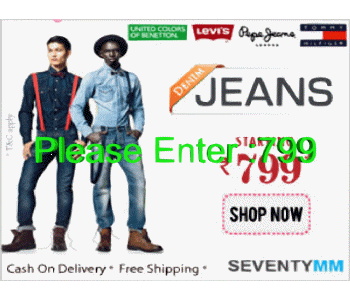 UNITED COLORS
OF BENETTON.
Levi's
Pepe Jeans
LONDON
TOMMY
HILFIGER
DENIM
JEANS
* T&C apply
Please Enter :799
₹ 799
SHOP NOW
Cash On Delivery * Free Shipping *
SEVENTYMM